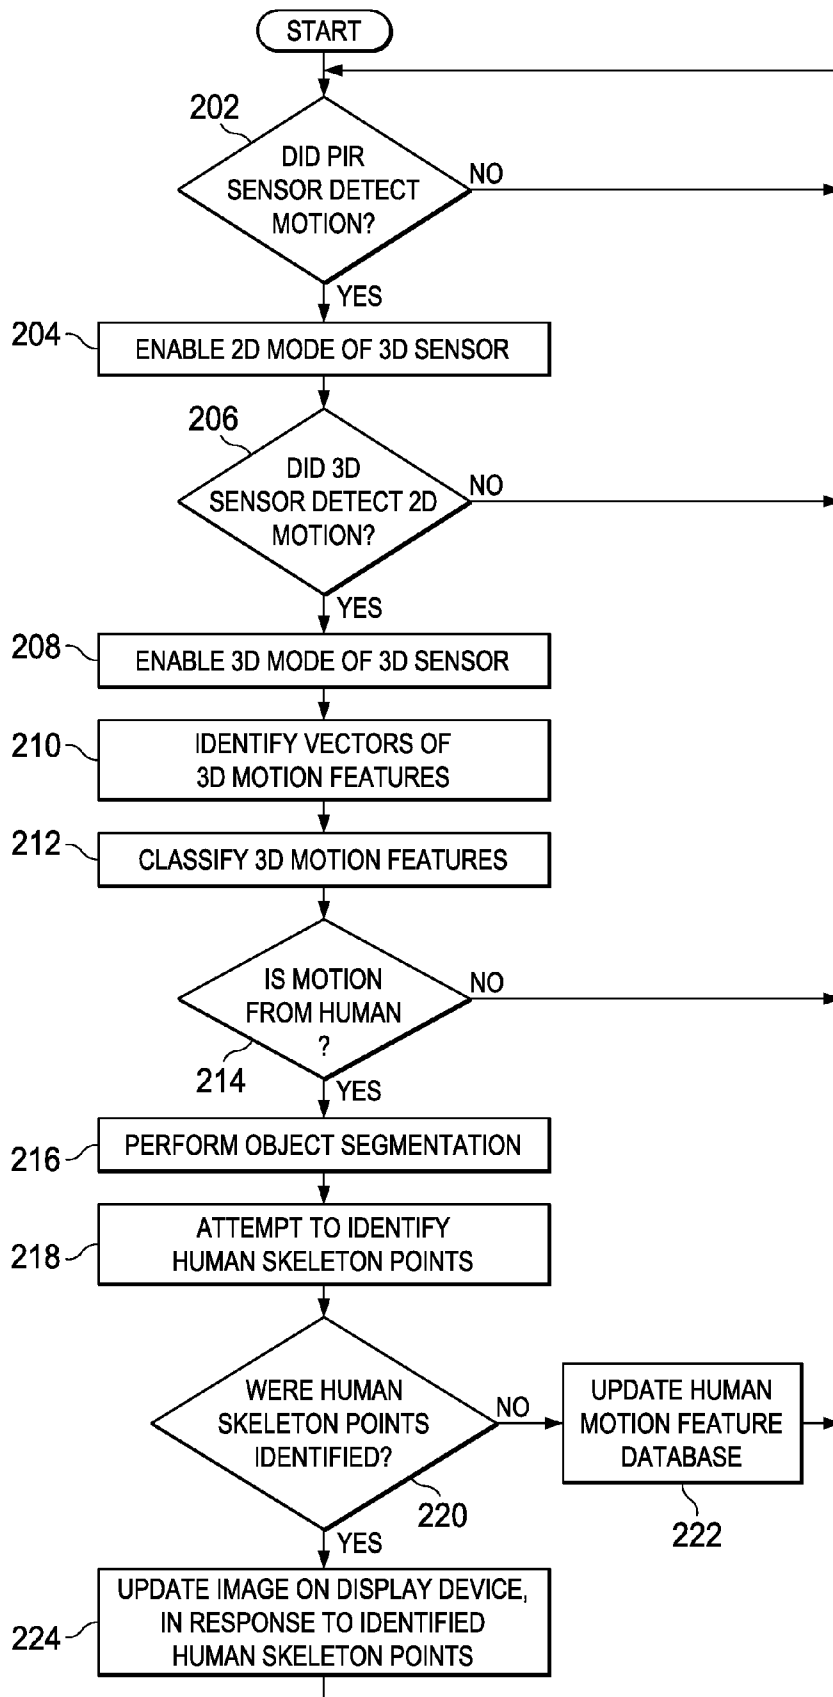 START
202
DID PIR
SENSOR DETECT
MOTION?
NO
YES
204
ENABLE 2D MODE OF 3D SENSOR
206
DID 3D
SENSOR DETECT 2D
MOTION?
NO
YES
208
ENABLE 3D MODE OF 3D SENSOR
210
IDENTIFY VECTORS OF
3D MOTION FEATURES
212
CLASSIFY 3D MOTION FEATURES
IS MOTION
FROM HUMAN
?
NO
214
YES
216
PERFORM OBJECT SEGMENTATION
218
ATTEMPT TO IDENTIFY
HUMAN SKELETON POINTS
WERE HUMAN
SKELETON POINTS
IDENTIFIED?
NO
220
UPDATE HUMAN
MOTION FEATURE
DATABASE
222
YES
224
UPDATE IMAGE ON DISPLAY DEVICE,
IN RESPONSE TO IDENTIFIED
HUMAN SKELETON POINTS